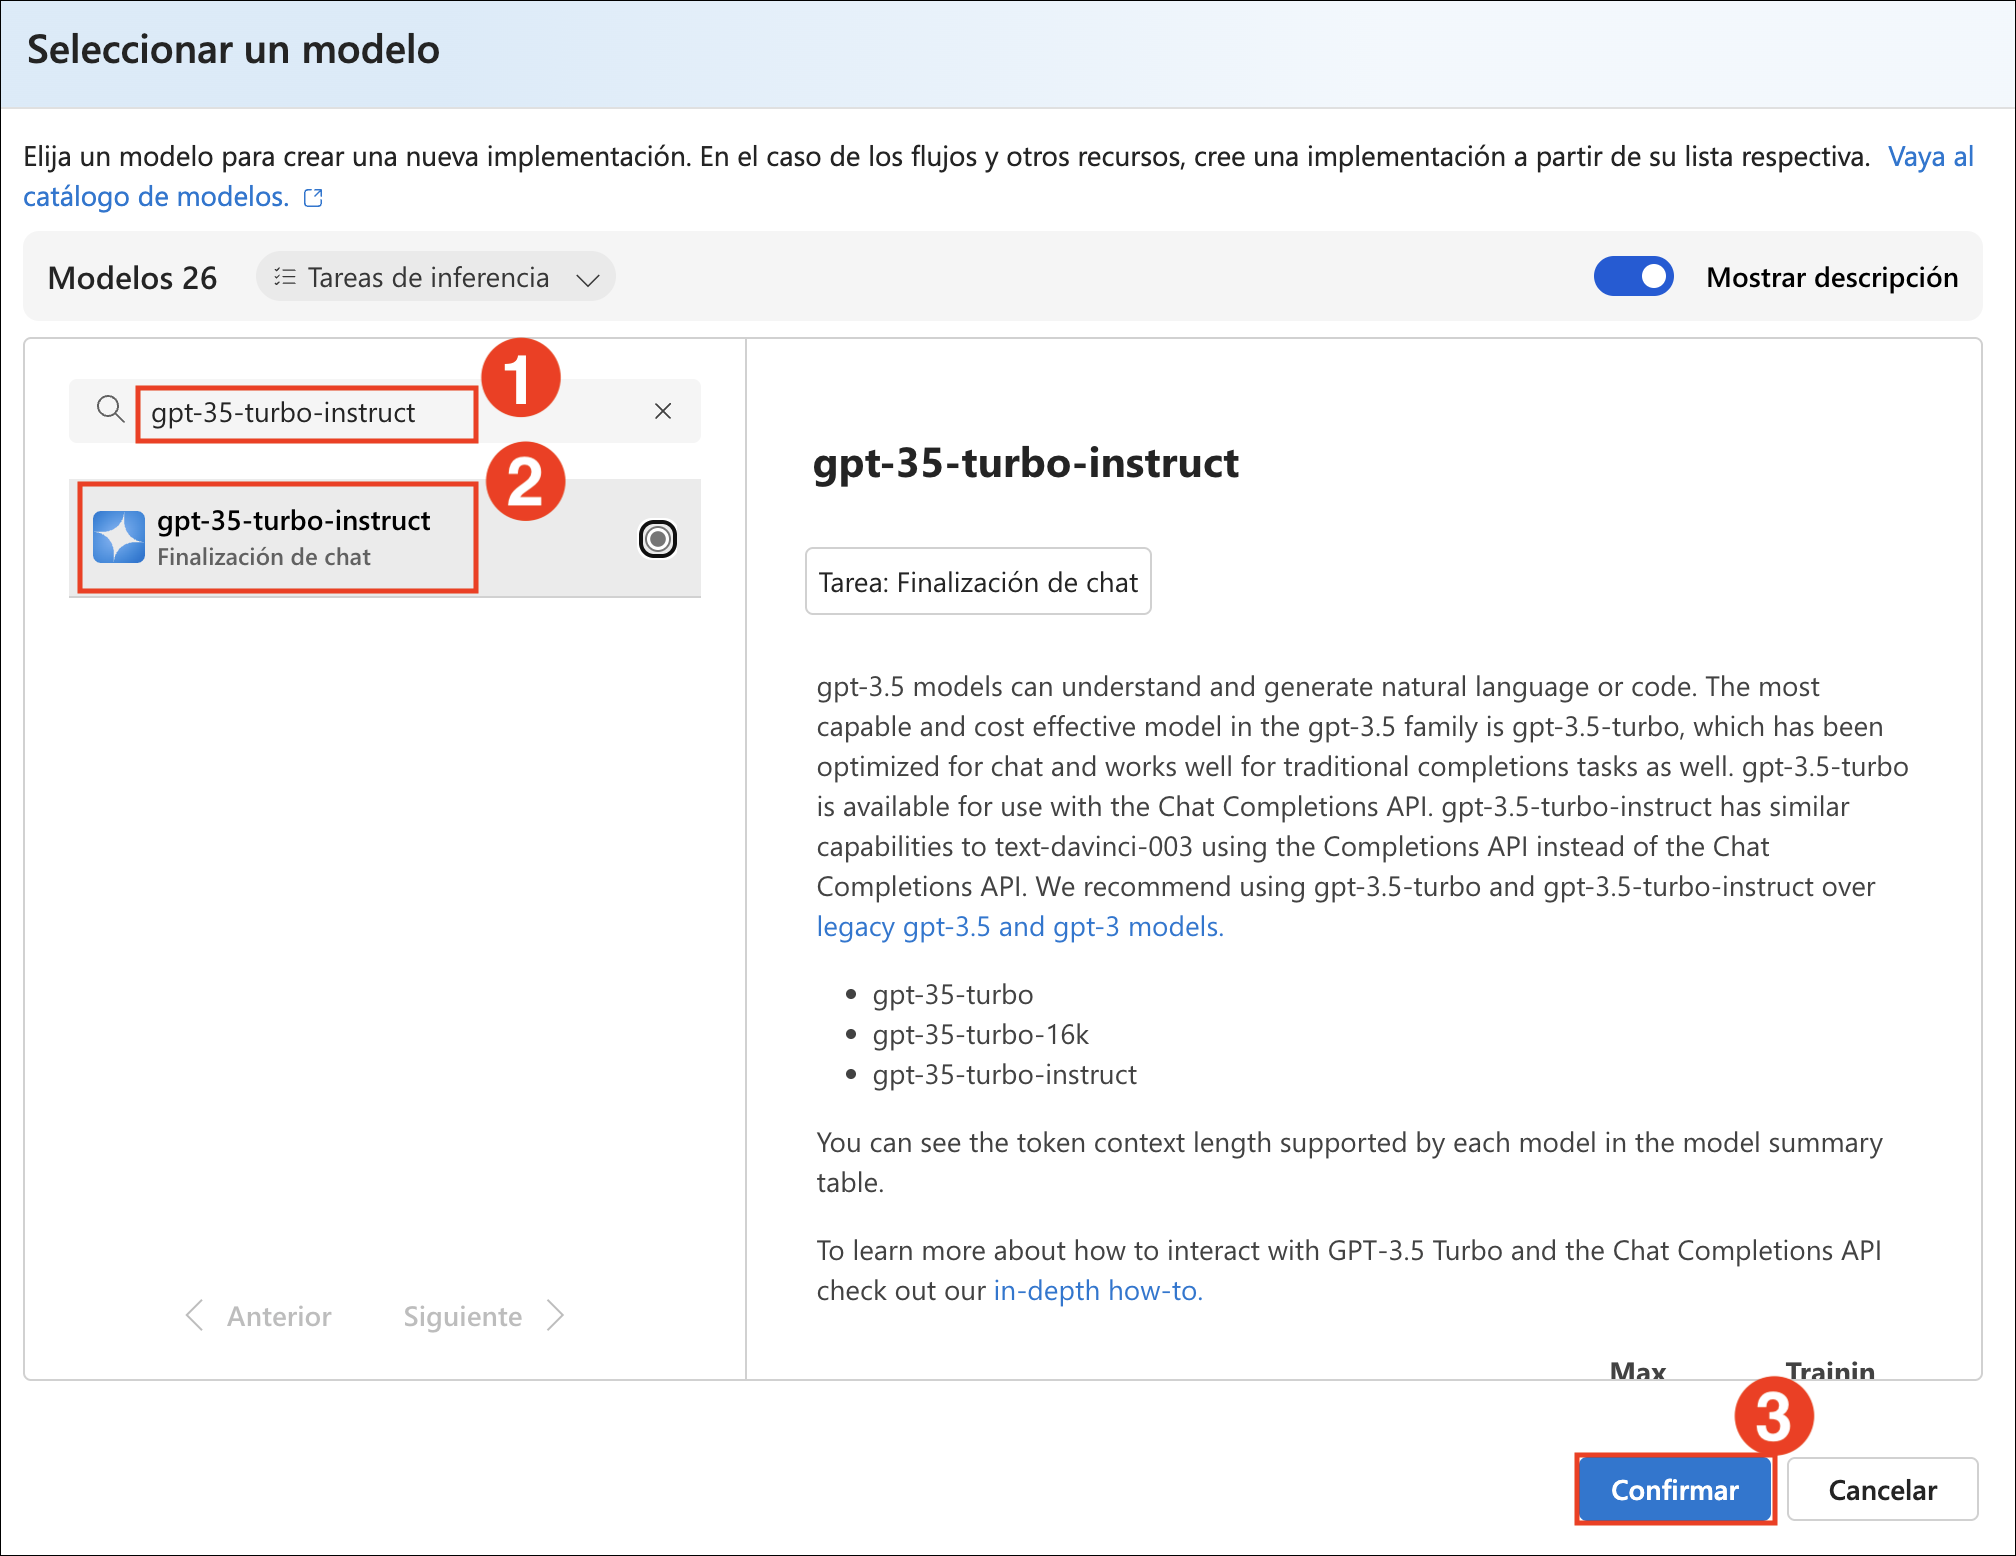 Seleccionar un modelo
Elija un modelo para crear una nueva implementación. En el caso de los flujos y otros recursos, cree una implementación a partir de su lista respectiva. Vaya al
catálogo de modelos.
Modelos 26
Tareas de inferencia
Mostrar descripción
gpt-35-turbo-instruct
1
2
gpt-35-turbo-instruct
Finalización de chat
Anterior
Siguiente
gpt-35-turbo-instruct
Tarea: Finalización de chat
gpt-3.5 models can understand and generate natural language or code. The most
capable and cost effective model in the gpt-3.5 family is gpt-3.5-turbo, which has been
optimized for chat and works well for traditional completions tasks as well. gpt-3.5-turbo
is available for use with the Chat Completions API. gpt-3.5-turbo-instruct has similar
capabilities to text-davinci-003 using the Completions API instead of the Chat
Completions API. We recommend using gpt-3.5-turbo and gpt-3.5-turbo-instruct over
legacy gpt-3.5 and gpt-3 models.
• gpt-35-turbo
• gpt-35-turbo-16k
• gpt-35-turbo-instruct
You can see the token context length supported by each model in the model summary
table.
To learn more about how to interact with GPT-3.5 Turbo and the Chat Completions API
check out our in-depth how-to.
Max
Trainin
3
Confirmar
Cancelar